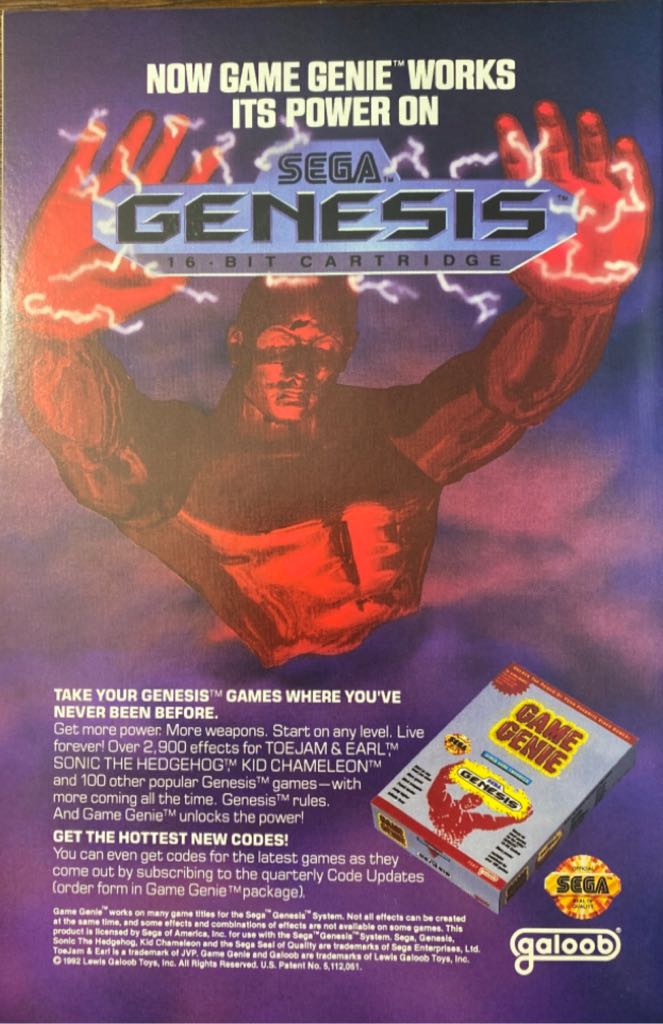 NOW GAME GENIE™ WORKS
ITS POWER ON
SEGA™
GENESIS™
16-BIT CARTRIDGE
TAKE YOUR GENESIS™ GAMES WHERE YOU'VE
NEVER BEEN BEFORE.
Get more power. More weapons. Start on any level. Live
forever! Over 2,900 effects for TOEJAM & EARL™,
SONIC THE HEDGEHOG™, KID CHAMELEON™
and 100 other popular Genesis™ games—with
more coming all the time. Genesis™ rules.
And Game Genie™ unlocks the power!
GET THE HOTTEST NEW CODES!
You can even get codes for the latest games as they
come out by subscribing to the quarterly Code Updates
(order form in Game Genie™ package).
Game Genie™ works on many game titles for the Sega™ Genesis™ System. Not all effects can be created
at the same time, and some effects and combinations of effects are not available on some games. This
product is licensed by Sega of America, Inc. for use with the Sega™ Genesis™ System. Sega, Genesis,
Sonic The Hedgehog, Kid Chameleon and the Sega Seal of Quality are trademarks of Sega Enterprises, Ltd.
ToeJam & Earl is a trademark of JVP. Game Genie and Galoob are trademarks of Lewis Galoob Toys, Inc.
© 1992 Lewis Galoob Toys, Inc. All Rights Reserved. U.S. Patent No. 5,112,051.
GAME
GENIE
SEGA
GENESIS
GAME
GENIE
OFFICIAL
SEGA
SEAL OF
QUALITY
galoob®